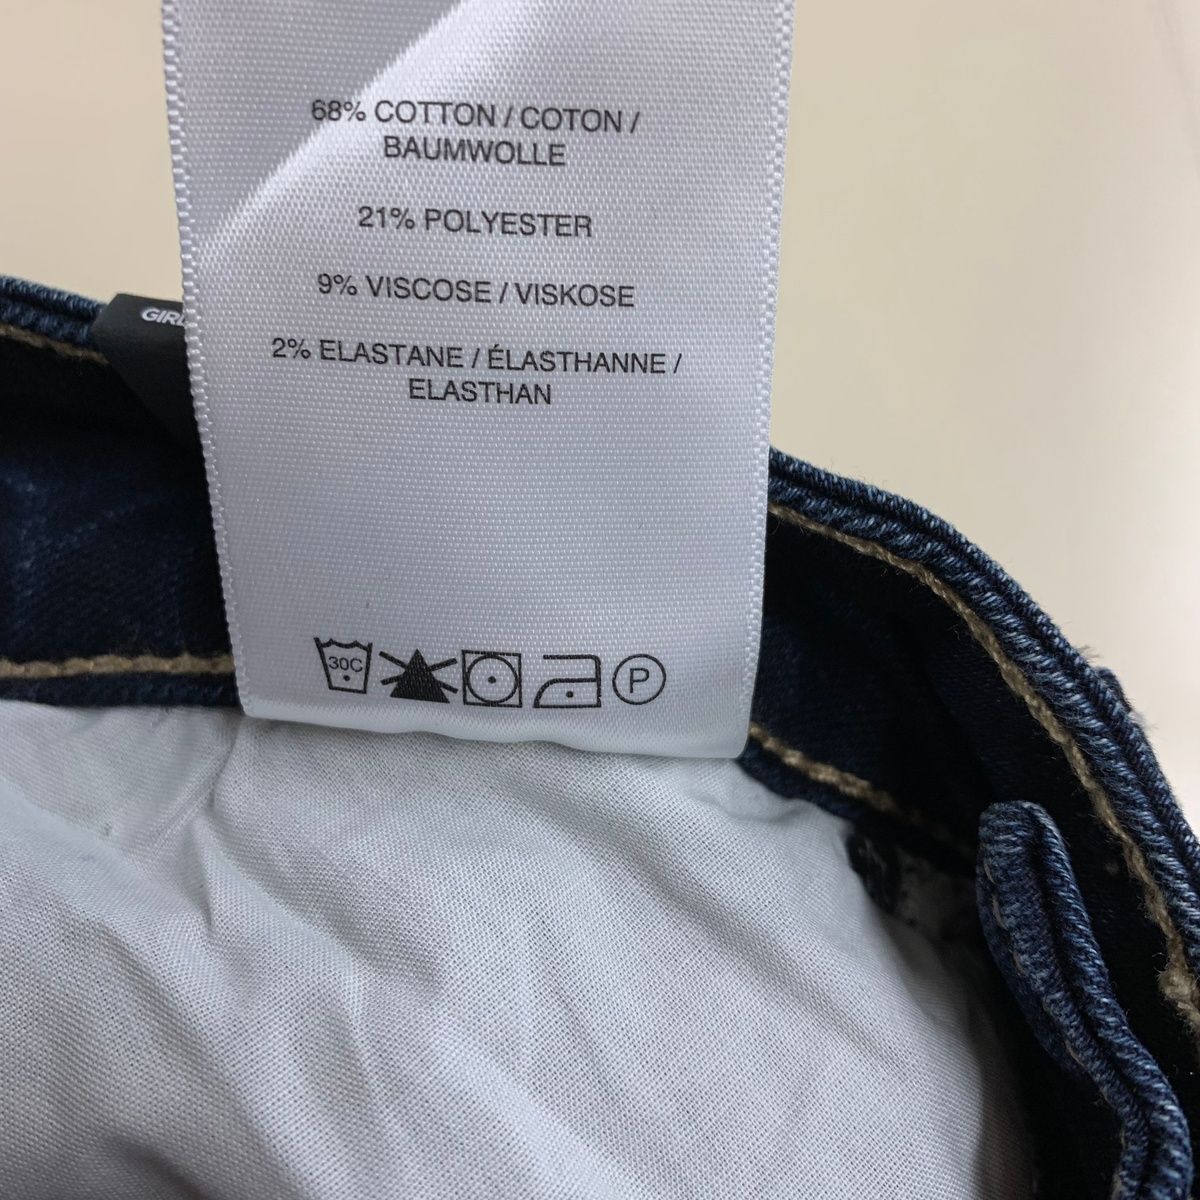 68% COTTON / COTON /
BAUMWOLLE
21% POLYESTER
9% VISCOSE / VISKOSE
2% ELASTANE / ÉLASTHANNE /
ELASTHAN
30C
P